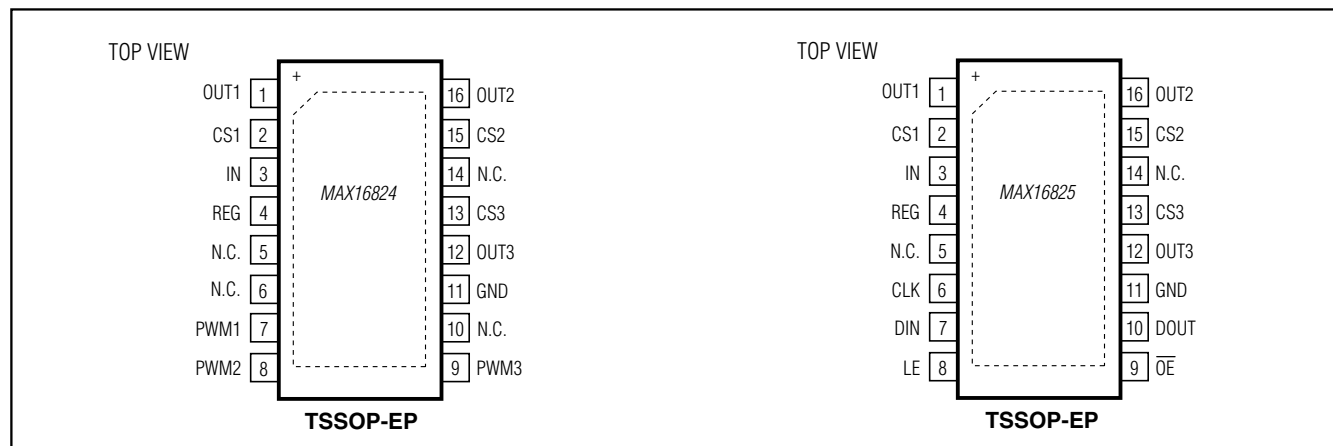 TOP VIEW
+
OUT1 1
CS1 2
IN 3
REG 4
N.C. 5
N.C. 6
PWM1 7
PWM2 8
16 OUT2
15 CS2
14 N.C.
13 CS3
12 OUT3
11 GND
10 N.C.
9 PWM3
MAX16824
TSSOP-EP
TOP VIEW
+
OUT1 1
CS1 2
IN 3
REG 4
N.C. 5
CLK 6
DIN 7
LE 8
16 OUT2
15 CS2
14 N.C.
13 CS3
12 OUT3
11 GND
10 DOUT
9 O̅E̅
MAX16825
TSSOP-EP